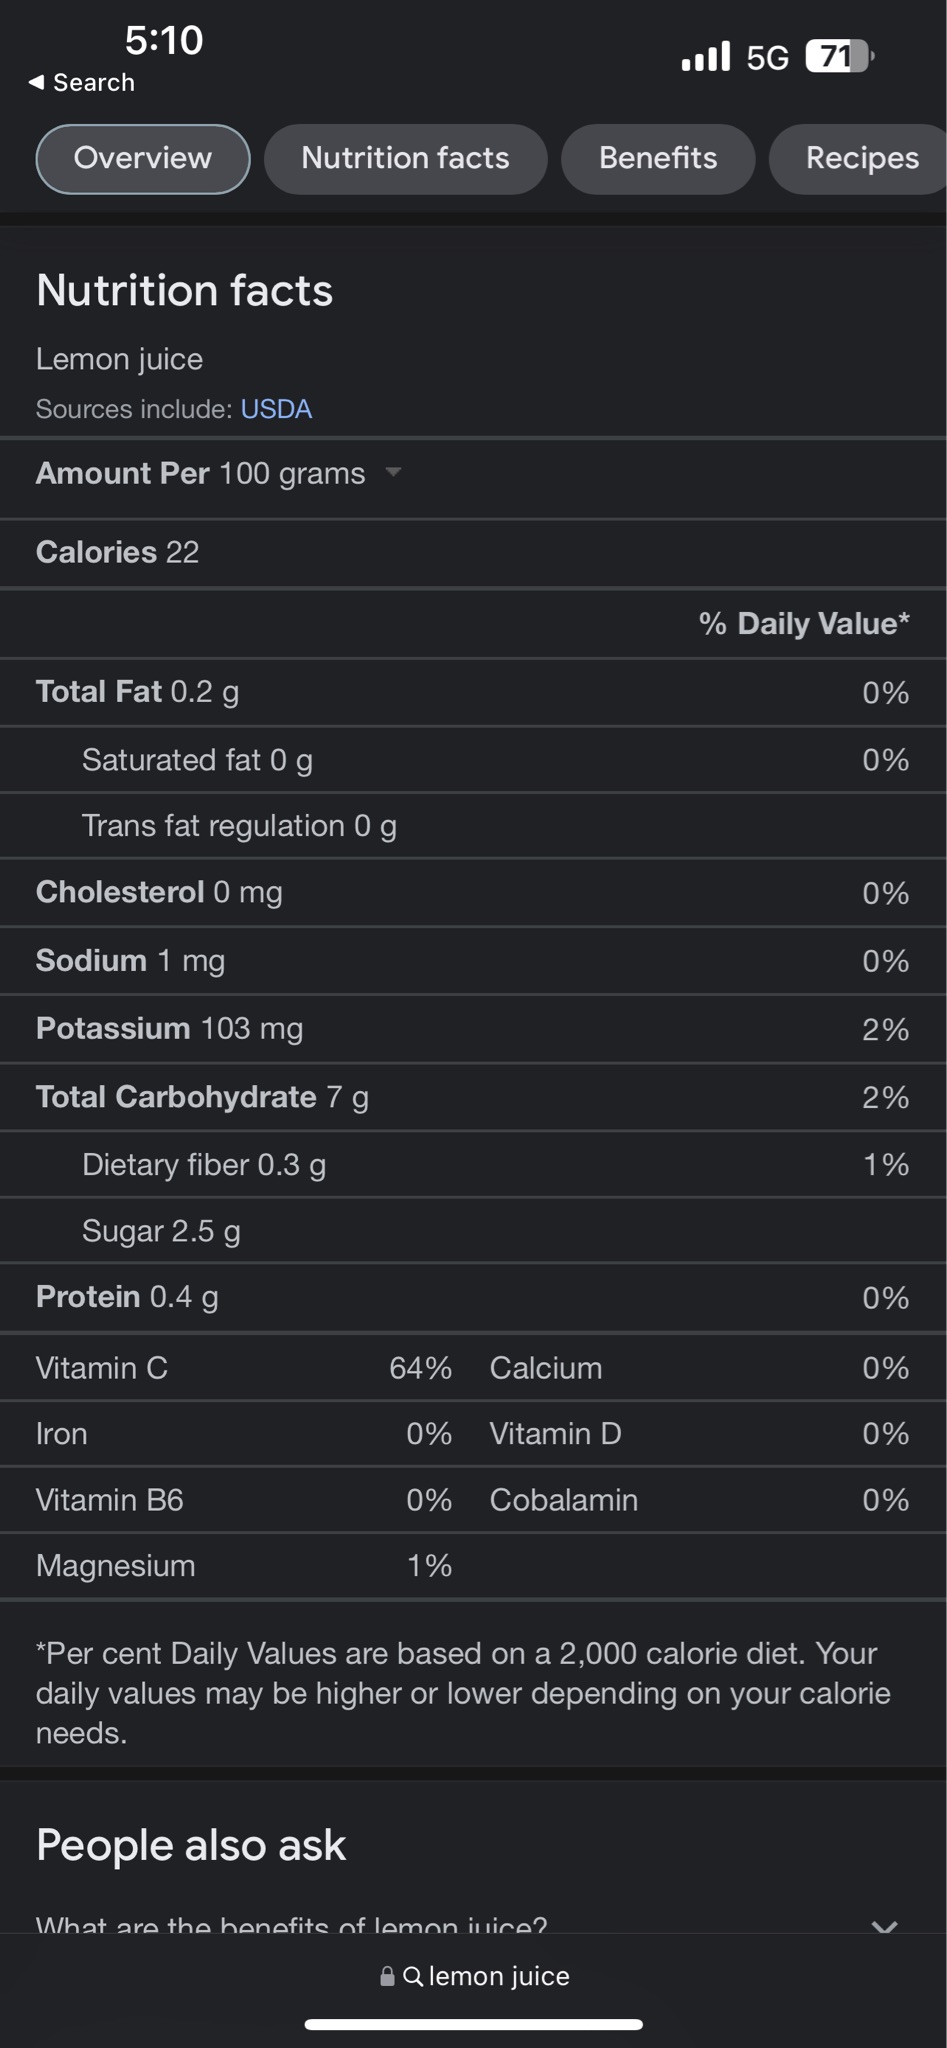 5:10
5G 71
◀ Search
Overview Nutrition facts Benefits Recipes
Nutrition facts
Lemon juice
Sources include: USDA
Amount Per 100 grams
Calories 22
% Daily Value*
Total Fat 0.2 g 0%
Saturated fat 0 g 0%
Trans fat regulation 0 g
Cholesterol 0 mg 0%
Sodium 1 mg 0%
Potassium 103 mg 2%
Total Carbohydrate 7 g 2%
Dietary fiber 0.3 g 1%
Sugar 2.5 g
Protein 0.4 g 0%
Vitamin C 64% Calcium 0%
Iron 0% Vitamin D 0%
Vitamin B6 0% Cobalamin 0%
Magnesium 1%
*Per cent Daily Values are based on a 2,000 calorie diet. Your
daily values may be higher or lower depending on your calorie
needs.
People also ask
What are the benefits of lemon juice?
lemon juice